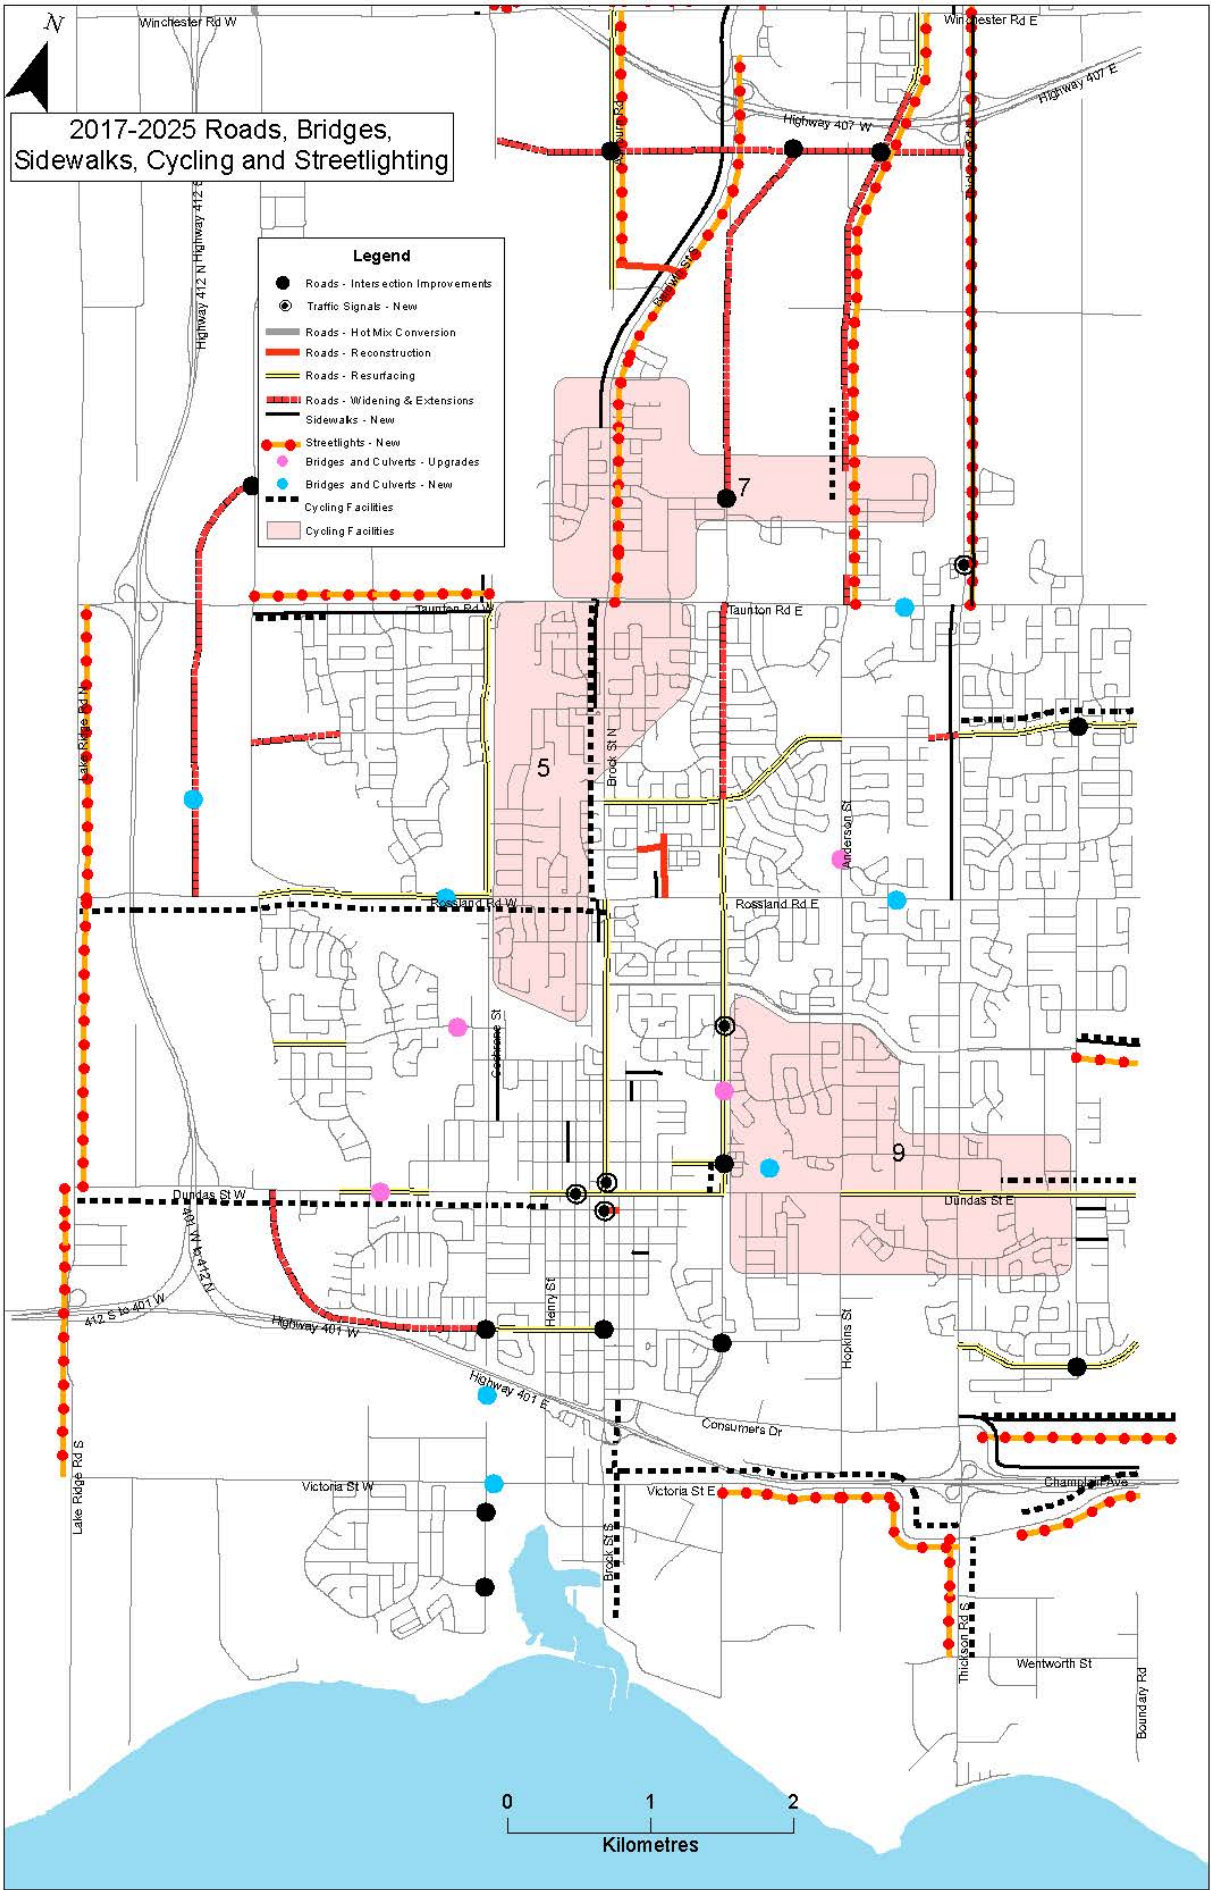 N
Winchester Rd W
Winchester Rd E
Highway 407 E
Highway 407 W
2017-2025 Roads, Bridges,
Sidewalks, Cycling and Streetlighting
Highway 412 N
Legend
Roads - Intersection Improvements
Traffic Signals - New
Roads - Hot Mix Conversion
Roads - Reconstruction
Roads - Resurfacing
Roads - Widening & Extensions
Sidewalks - New
Streetlights - New
Bridges and Culverts - Upgrades
Bridges and Culverts - New
Cycling Facilities
Cycling Facilities
7
Taunton Rd W
Taunton Rd E
Lake Ridge Rd N
Brock St N
5
Anderson St
Rossland Rd W
Rossland Rd E
Cochrane St
9
Dundas St W
Dundas St E
401 W to 412 N
412 S to 401 W
Highway 401 W
Henry St
Hopkins St
Highway 401 E
Consumers Dr
Lake Ridge Rd S
Victoria St W
Victoria St E
Champlain Ave
Brock St S
Thickson Rd S
Wentworth St
Boundary Rd
0 1 2
Kilometres